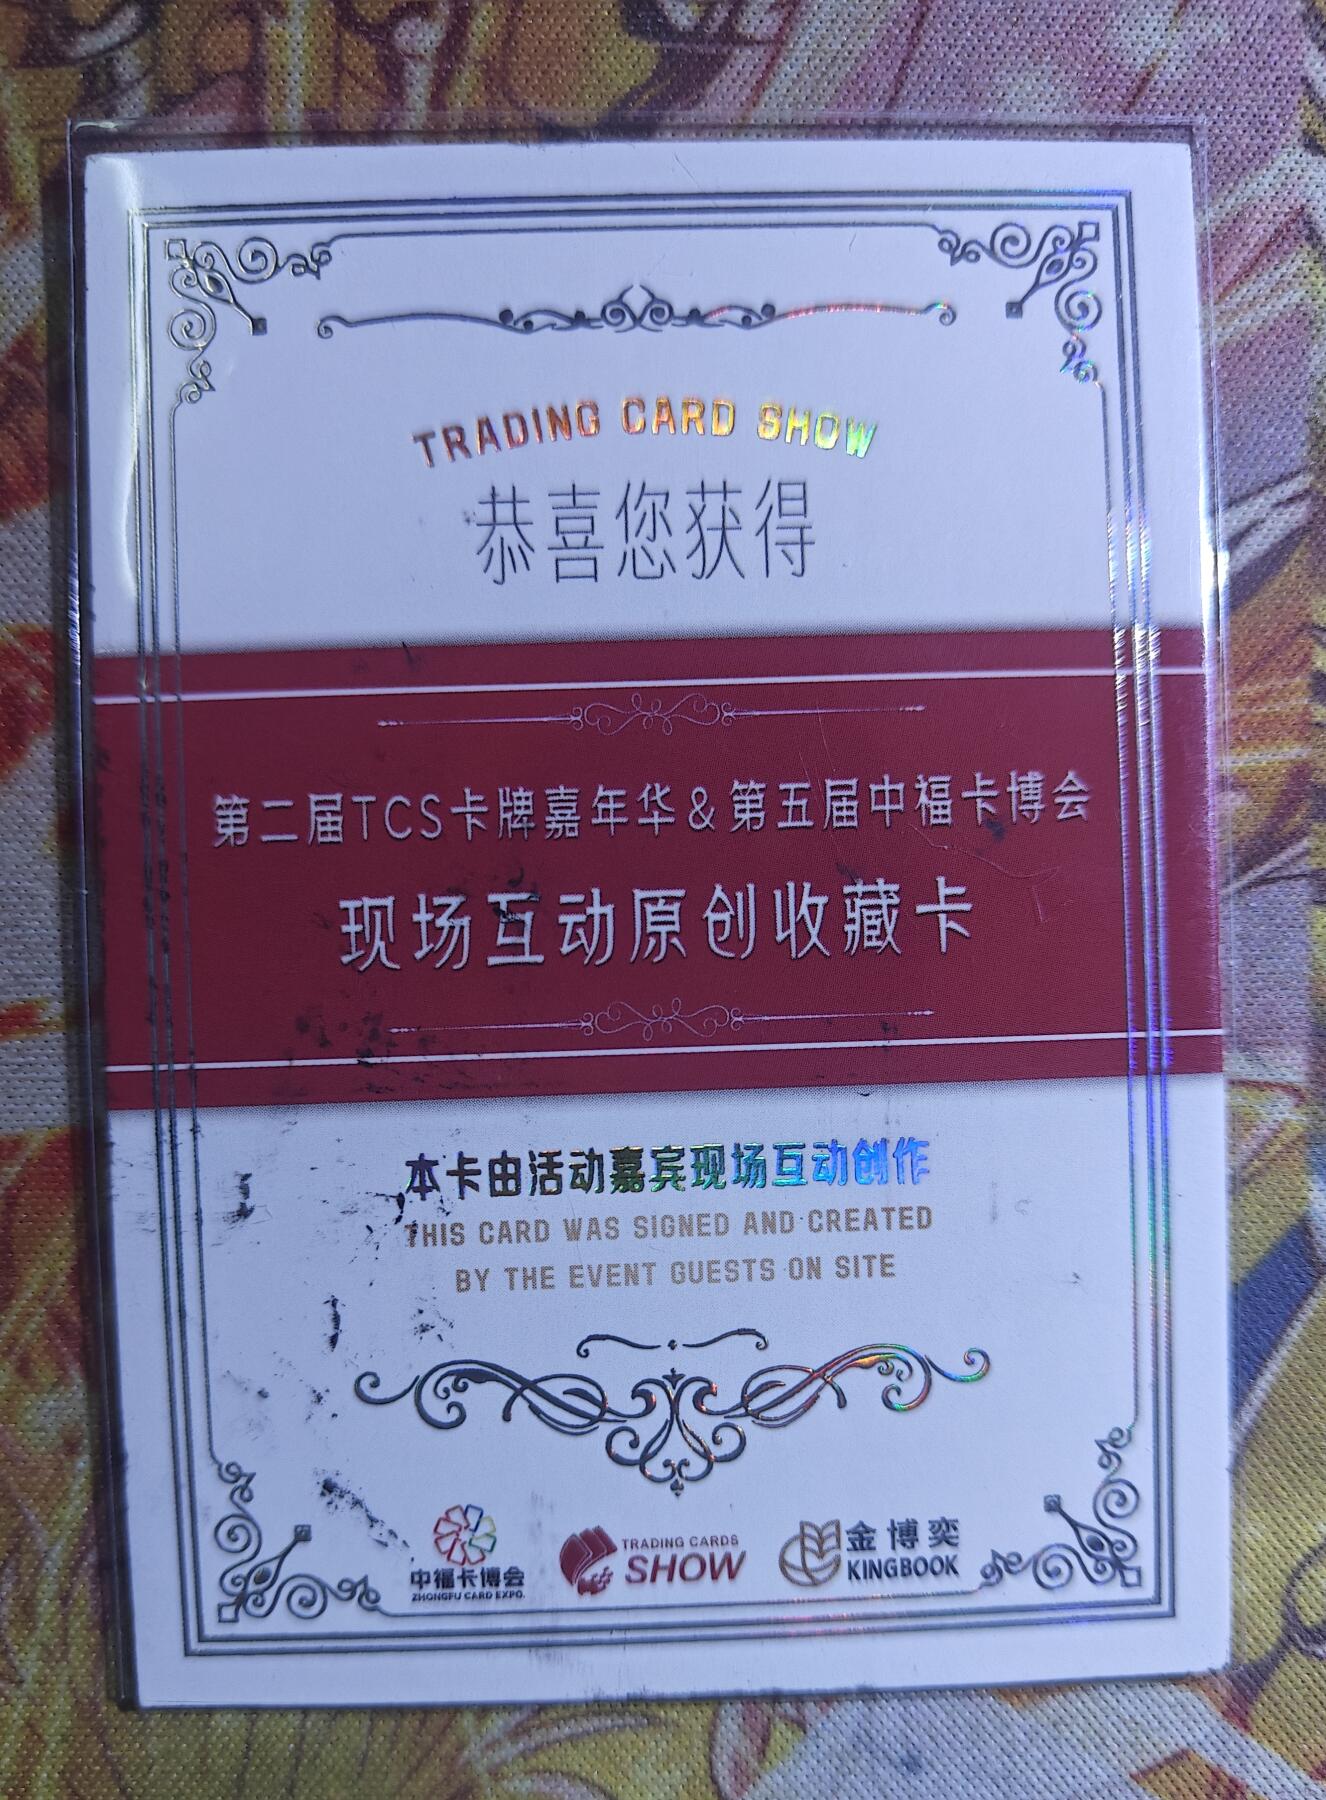 TRADING CARD SHOW
恭喜您获得
第二届TCS卡牌嘉年华&第五届中福卡博会
现场互动原创收藏卡
本卡由活动嘉宾现场互动创作
THIS CARD WAS SIGNED AND CREATED
BY THE EVENT GUESTS ON SITE
中福卡博会
ZHONGFU CARD EXPO.
TRADING CARDS
SHOW
金博奕
KINGBOOK